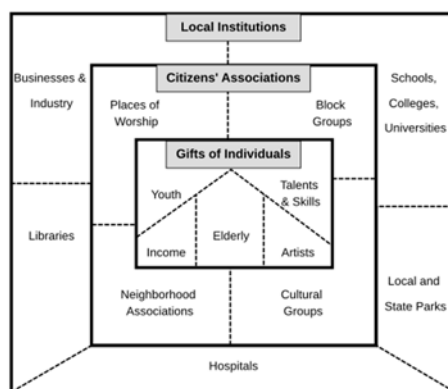 Local Institutions
Businesses &
Industry
Citizens' Associations
Schools,
Colleges,
Universities
Places of
Worship
Block
Groups
Gifts of Individuals
Youth
Talents
& Skills
Libraries
Income
Elderly
Artists
Neighborhood
Associations
Cultural
Groups
Local and
State Parks
Hospitals